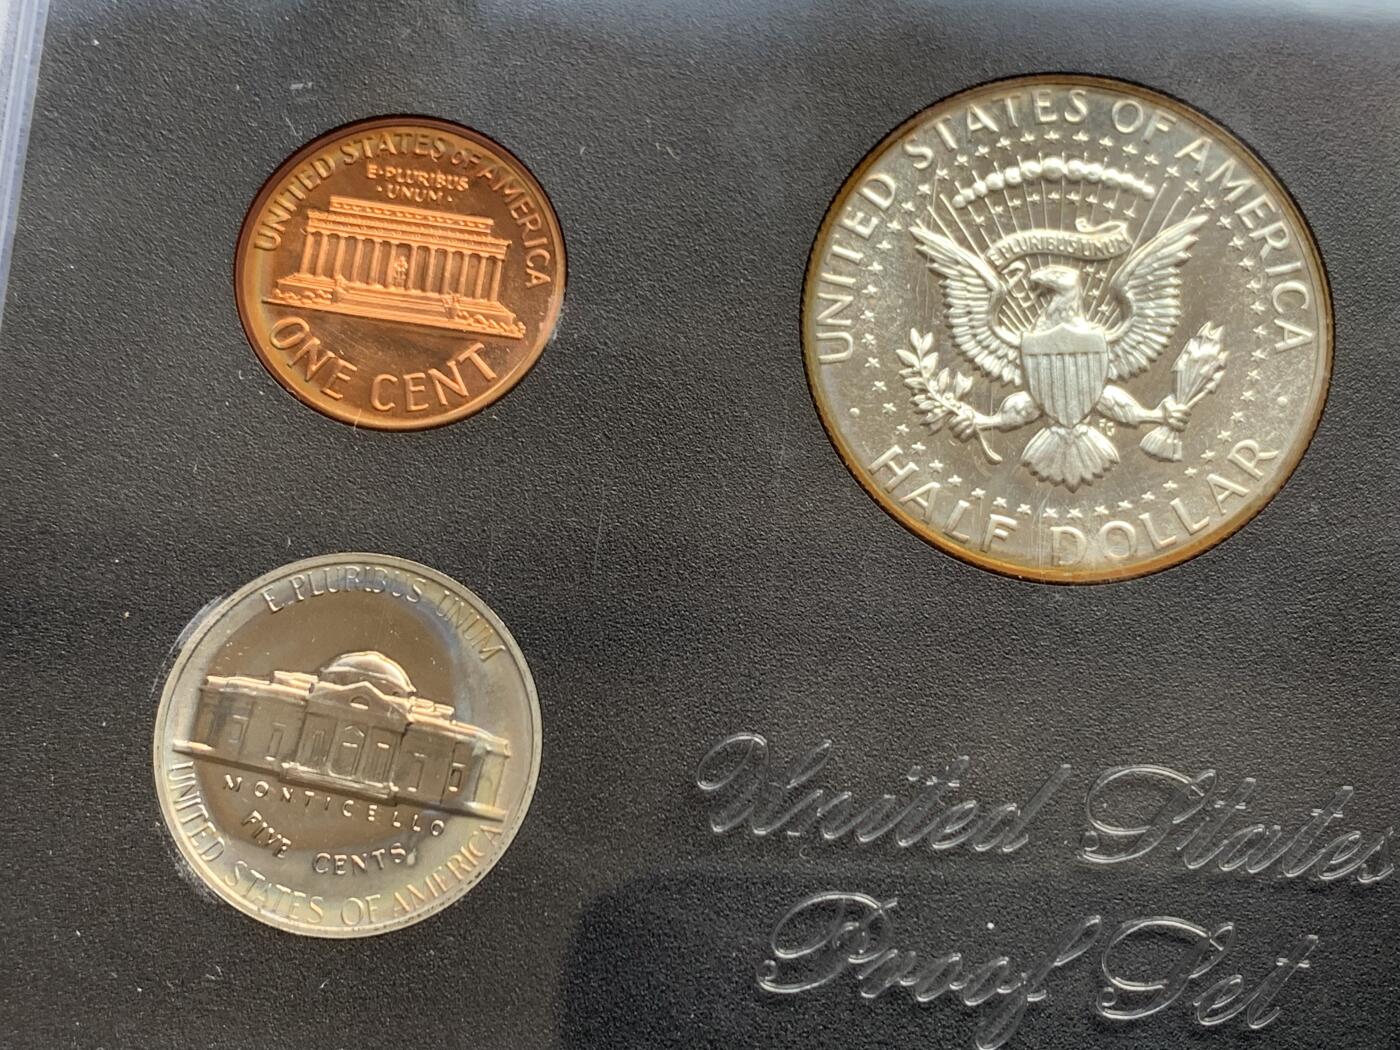 UNITED STATES OF AMERICA
E·PLURIBUS
·UNUM·
ONE CENT
UNITED STATES OF AMERICA
E PLURIBUS UNUM
FG
· HALF DOLLAR ·
E PLURIBUS UNUM
MONTICELLO
FIVE CENTS
UNITED STATES OF AMERICA
United States
Proof Set